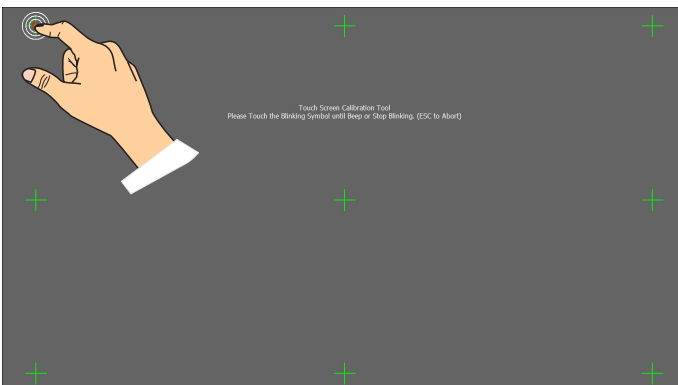 Touch Screen Calibration Tool
Please Touch the Blinking Symbol until Beep or Stop Blinking. (ESC to Abort)